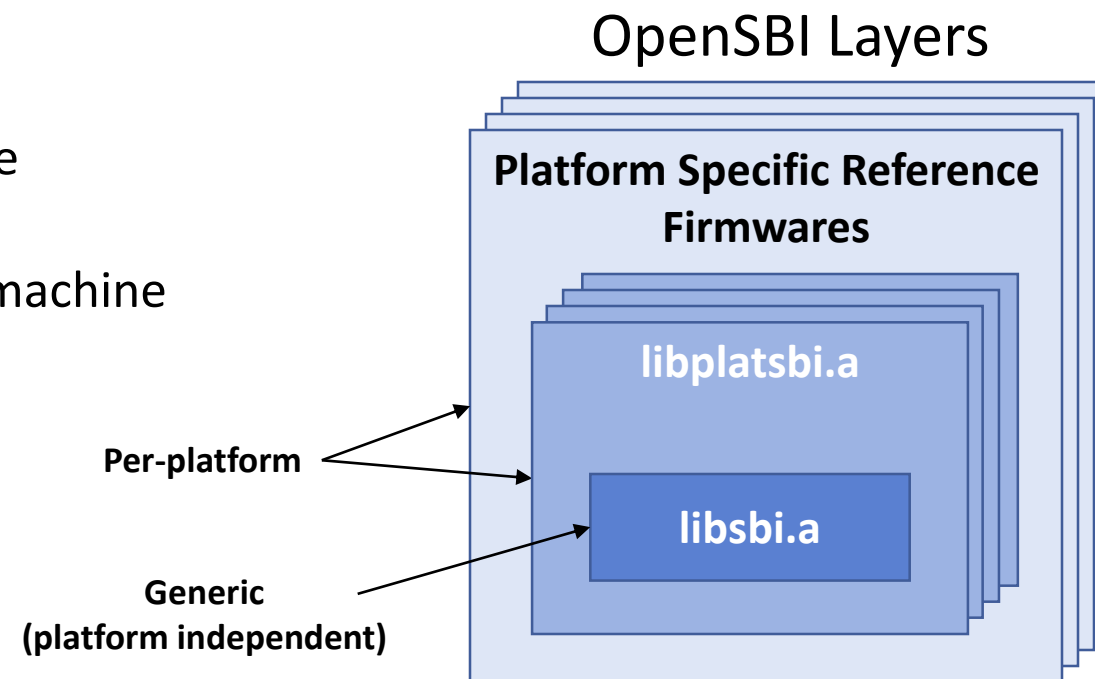 OpenSBI Layers
e
machine
Platform Specific Reference
Firmwares
libplatsbi.a
Per-platform
libsbi.a
Generic
(platform independent)